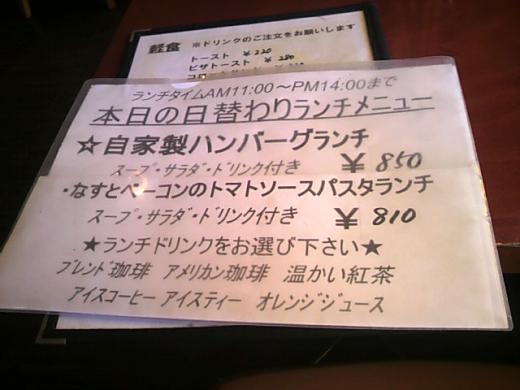 軽食 ※ドリンクのご注文をお願いします
トースト ¥220
ピザトースト ¥
ランチタイムAM11:00～PM14:00まで
本日の日替わりランチメニュー
☆自家製ハンバーグランチ
スープ・サラダ・ドリンク付き ¥850
・なすとベーコンのトマトソースパスタランチ
スープ・サラダ・ドリンク付き ¥810
★ランチドリンクをお選び下さい★
ブレンド珈琲 アメリカン珈琲 温かい紅茶
アイスコーヒー アイスティー オレンジジュース